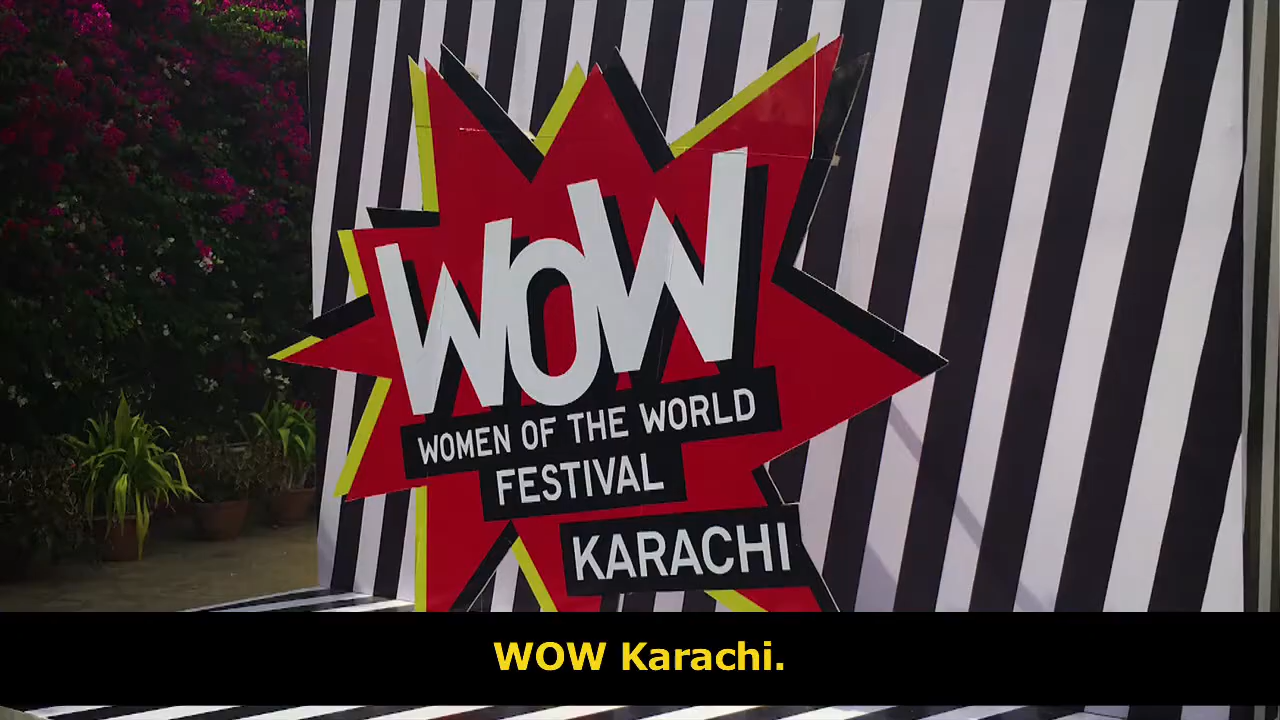 WOW
WOMEN OF THE WORLD
FESTIVAL
KARACHI
WOW Karachi.